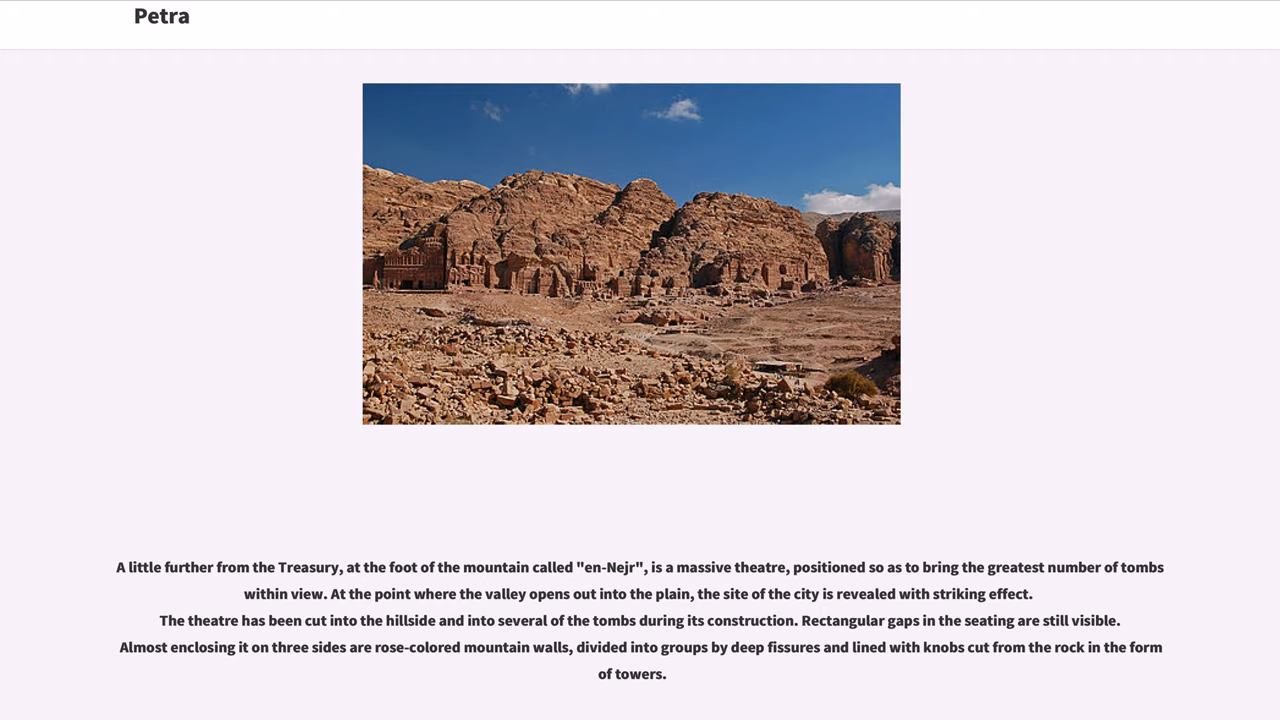 Petra
A little further from the Treasury, at the foot of the mountain called "en-Nejr", is a massive theatre, positioned so as to bring the greatest number of tombs
within view. At the point where the valley opens out into the plain, the site of the city is revealed with striking effect.
The theatre has been cut into the hillside and into several of the tombs during its construction. Rectangular gaps in the seating are still visible.
Almost enclosing it on three sides are rose-colored mountain walls, divided into groups by deep fissures and lined with knobs cut from the rock in the form
of towers.